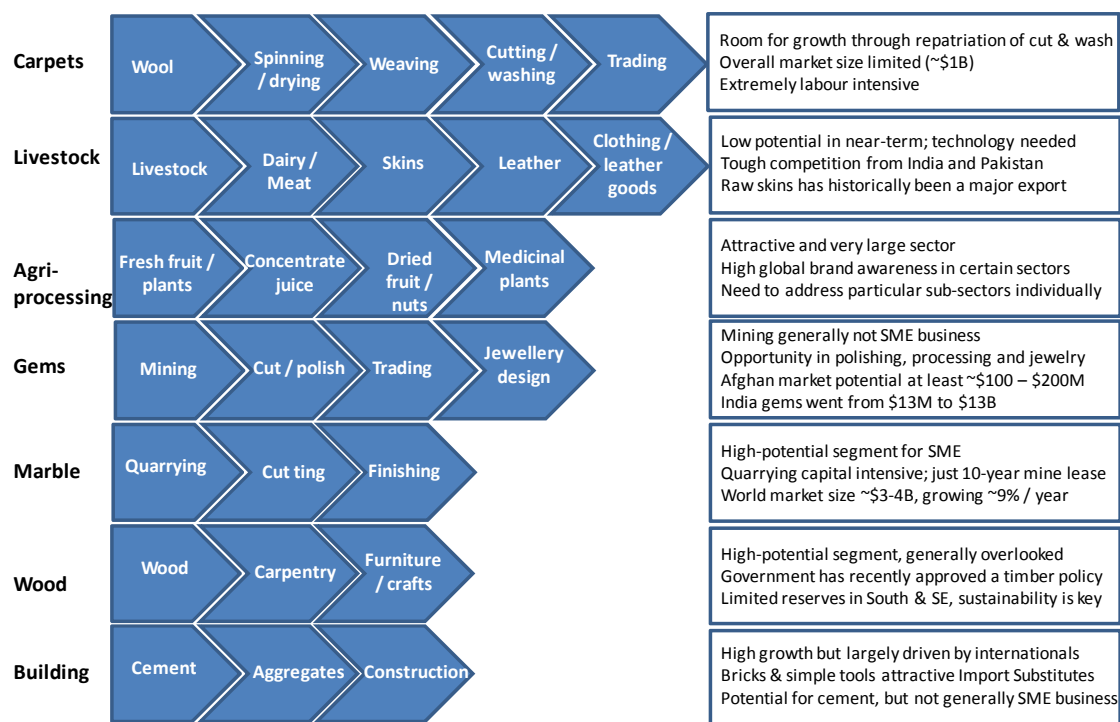 Carpets
Wool
Spinning
/ drying
Weaving
Cutting /
washing
Trading
Room for growth through repatriation of cut & wash
Overall market size limited (~$1B)
Extremely labour intensive
Livestock
Livestock
Dairy /
Meat
Skins
Leather
Clothing /
leather
goods
Low potential in near-term; technology needed
Tough competition from India and Pakistan
Raw skins has historically been a major export
Agri-
processing
Fresh fruit /
plants
Concentrate
juice
Dried
fruit /
nuts
Medicinal
plants
Attractive and very large sector
High global brand awareness in certain sectors
Need to address particular sub-sectors individually
Gems
Mining
Cut / polish
Trading
Jewellery
design
Mining generally not SME business
Opportunity in polishing, processing and jewelry
Afghan market potential at least ~$100 – $200M
India gems went from $13M to $13B
Marble
Quarrying
Cut ting
Finishing
High-potential segment for SME
Quarrying capital intensive; just 10-year mine lease
World market size ~$3-4B, growing ~9% / year
Wood
Wood
Carpentry
Furniture
/ crafts
High-potential segment, generally overlooked
Government has recently approved a timber policy
Limited reserves in South & SE, sustainability is key
Building
Cement
Aggregates
Construction
High growth but largely driven by internationals
Bricks & simple tools attractive Import Substitutes
Potential for cement, but not generally SME business